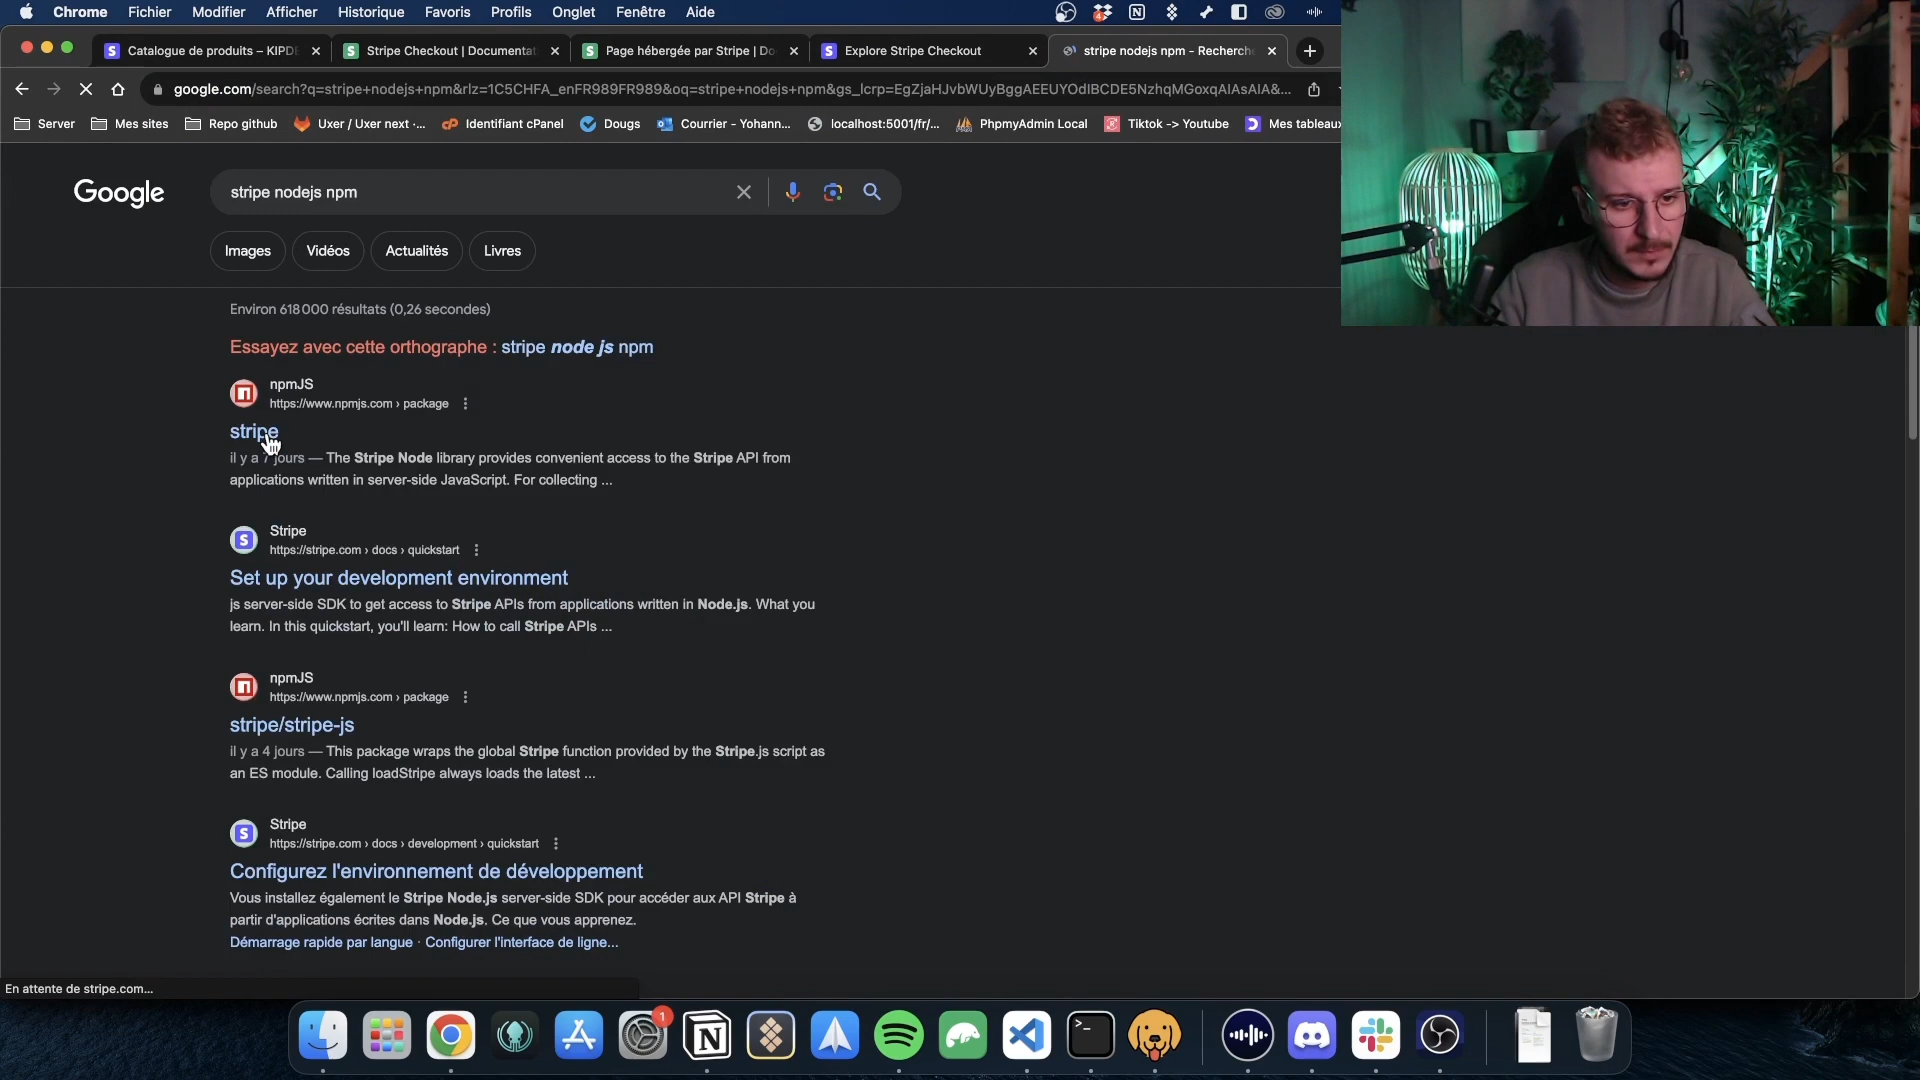 Chrome Fichier Modifier Afficher Historique Favoris Profils Onglet Fenêtre Aide
Catalogue de produits – KIPDE
Stripe Checkout | Documentat
Page hébergée par Stripe | Do
Explore Stripe Checkout
stripe nodejs npm - Recherche
google.com/search?q=stripe+nodejs+npm&rlz=1C5CHFA_enFR989FR989&oq=stripe+nodejs+npm&gs_lcrp=
Server
Mes sites
Repo github
Uxer / Uxer next -...
Identifiant cPanel
Dougs
Courrier - Yohann...
localhost:5001/fr/...
PhpmyAdmin Local
Tiktok -> Youtube
Mes tableaux
Google
stripe nodejs npm
Images
Vidéos
Actualités
Livres
Environ 618 000 résultats (0,26 secondes)
Essayez avec cette orthographe : stripe node js npm
npmJS
https://www.npmjs.com › package
stripe
il y a 7 jours — The Stripe Node library provides convenient access to the Stripe API from
applications written in server-side JavaScript. For collecting ...
Stripe
https://stripe.com › docs › quickstart
Set up your development environment
js server-side SDK to get access to Stripe APIs from applications written in Node.js. What you
learn. In this quickstart, you'll learn: How to call Stripe APIs ...
npmJS
https://www.npmjs.com › package
stripe/stripe-js
il y a 4 jours — This package wraps the global Stripe function provided by the Stripe.js script as
an ES module. Calling loadStripe always loads the latest ...
Stripe
https://stripe.com › docs › development › quickstart
Configurez l'environnement de développement
Vous installez également le Stripe Node.js server-side SDK pour accéder aux API Stripe à
partir d'applications écrites dans Node.js. Ce que vous apprenez.
Démarrage rapide par langue · Configurer l'interface de ligne...
En attente de stripe.com...
1